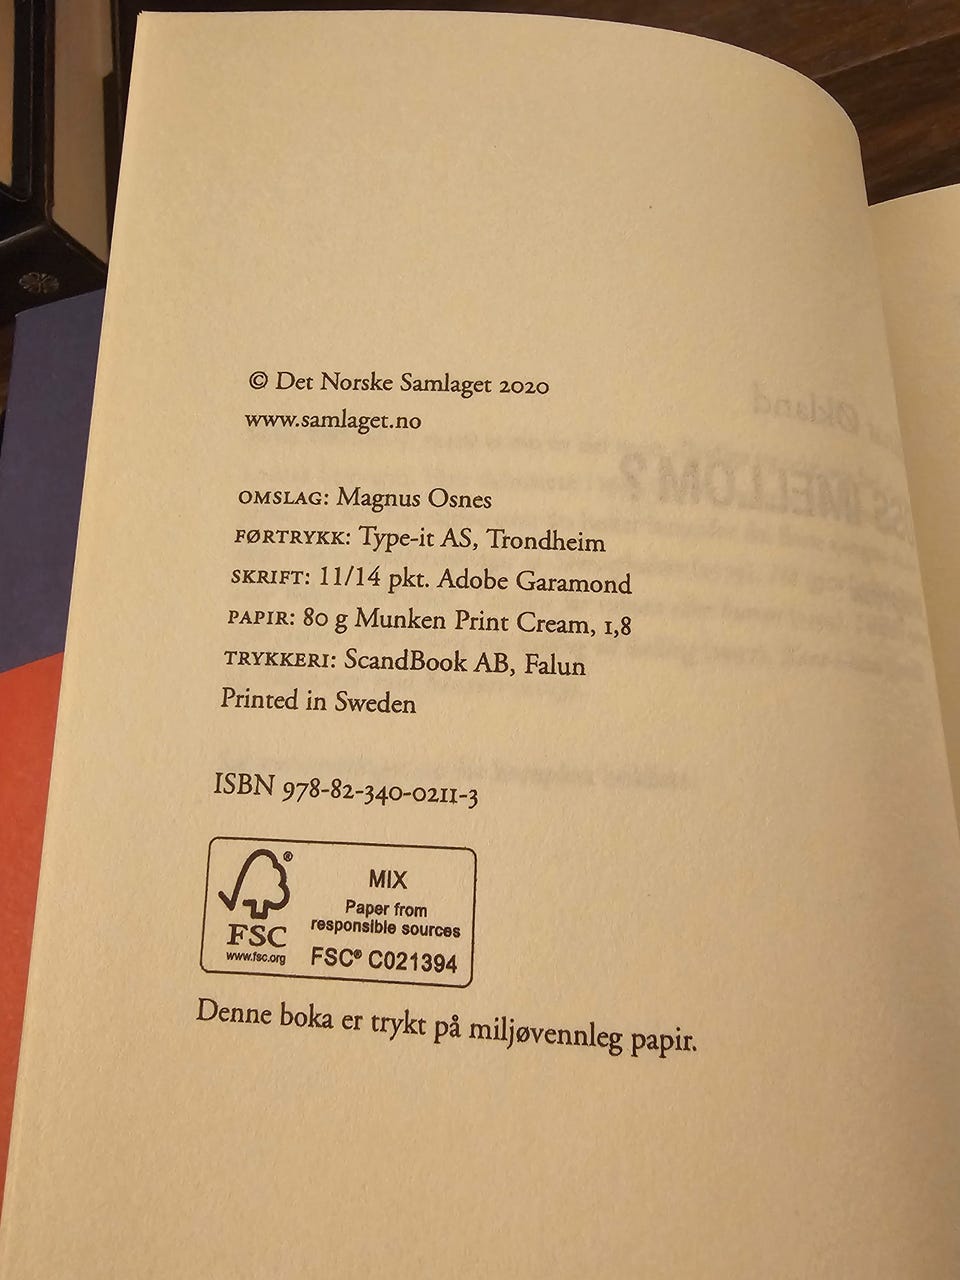 © Det Norske Samlaget 2020
www.samlaget.no
OMSLAG: Magnus Osnes
FØRTRYKK: Type-it AS, Trondheim
SKRIFT: 11/14 pkt. Adobe Garamond
PAPIR: 80 g Munken Print Cream, 1,8
TRYKKERI: ScandBook AB, Falun
Printed in Sweden
ISBN 978-82-340-0211-3
FSC®
www.fsc.org
MIX
Paper from
responsible sources
FSC® C021394
Denne boka er trykt på miljøvennleg papir.
Økland
MELLOM?